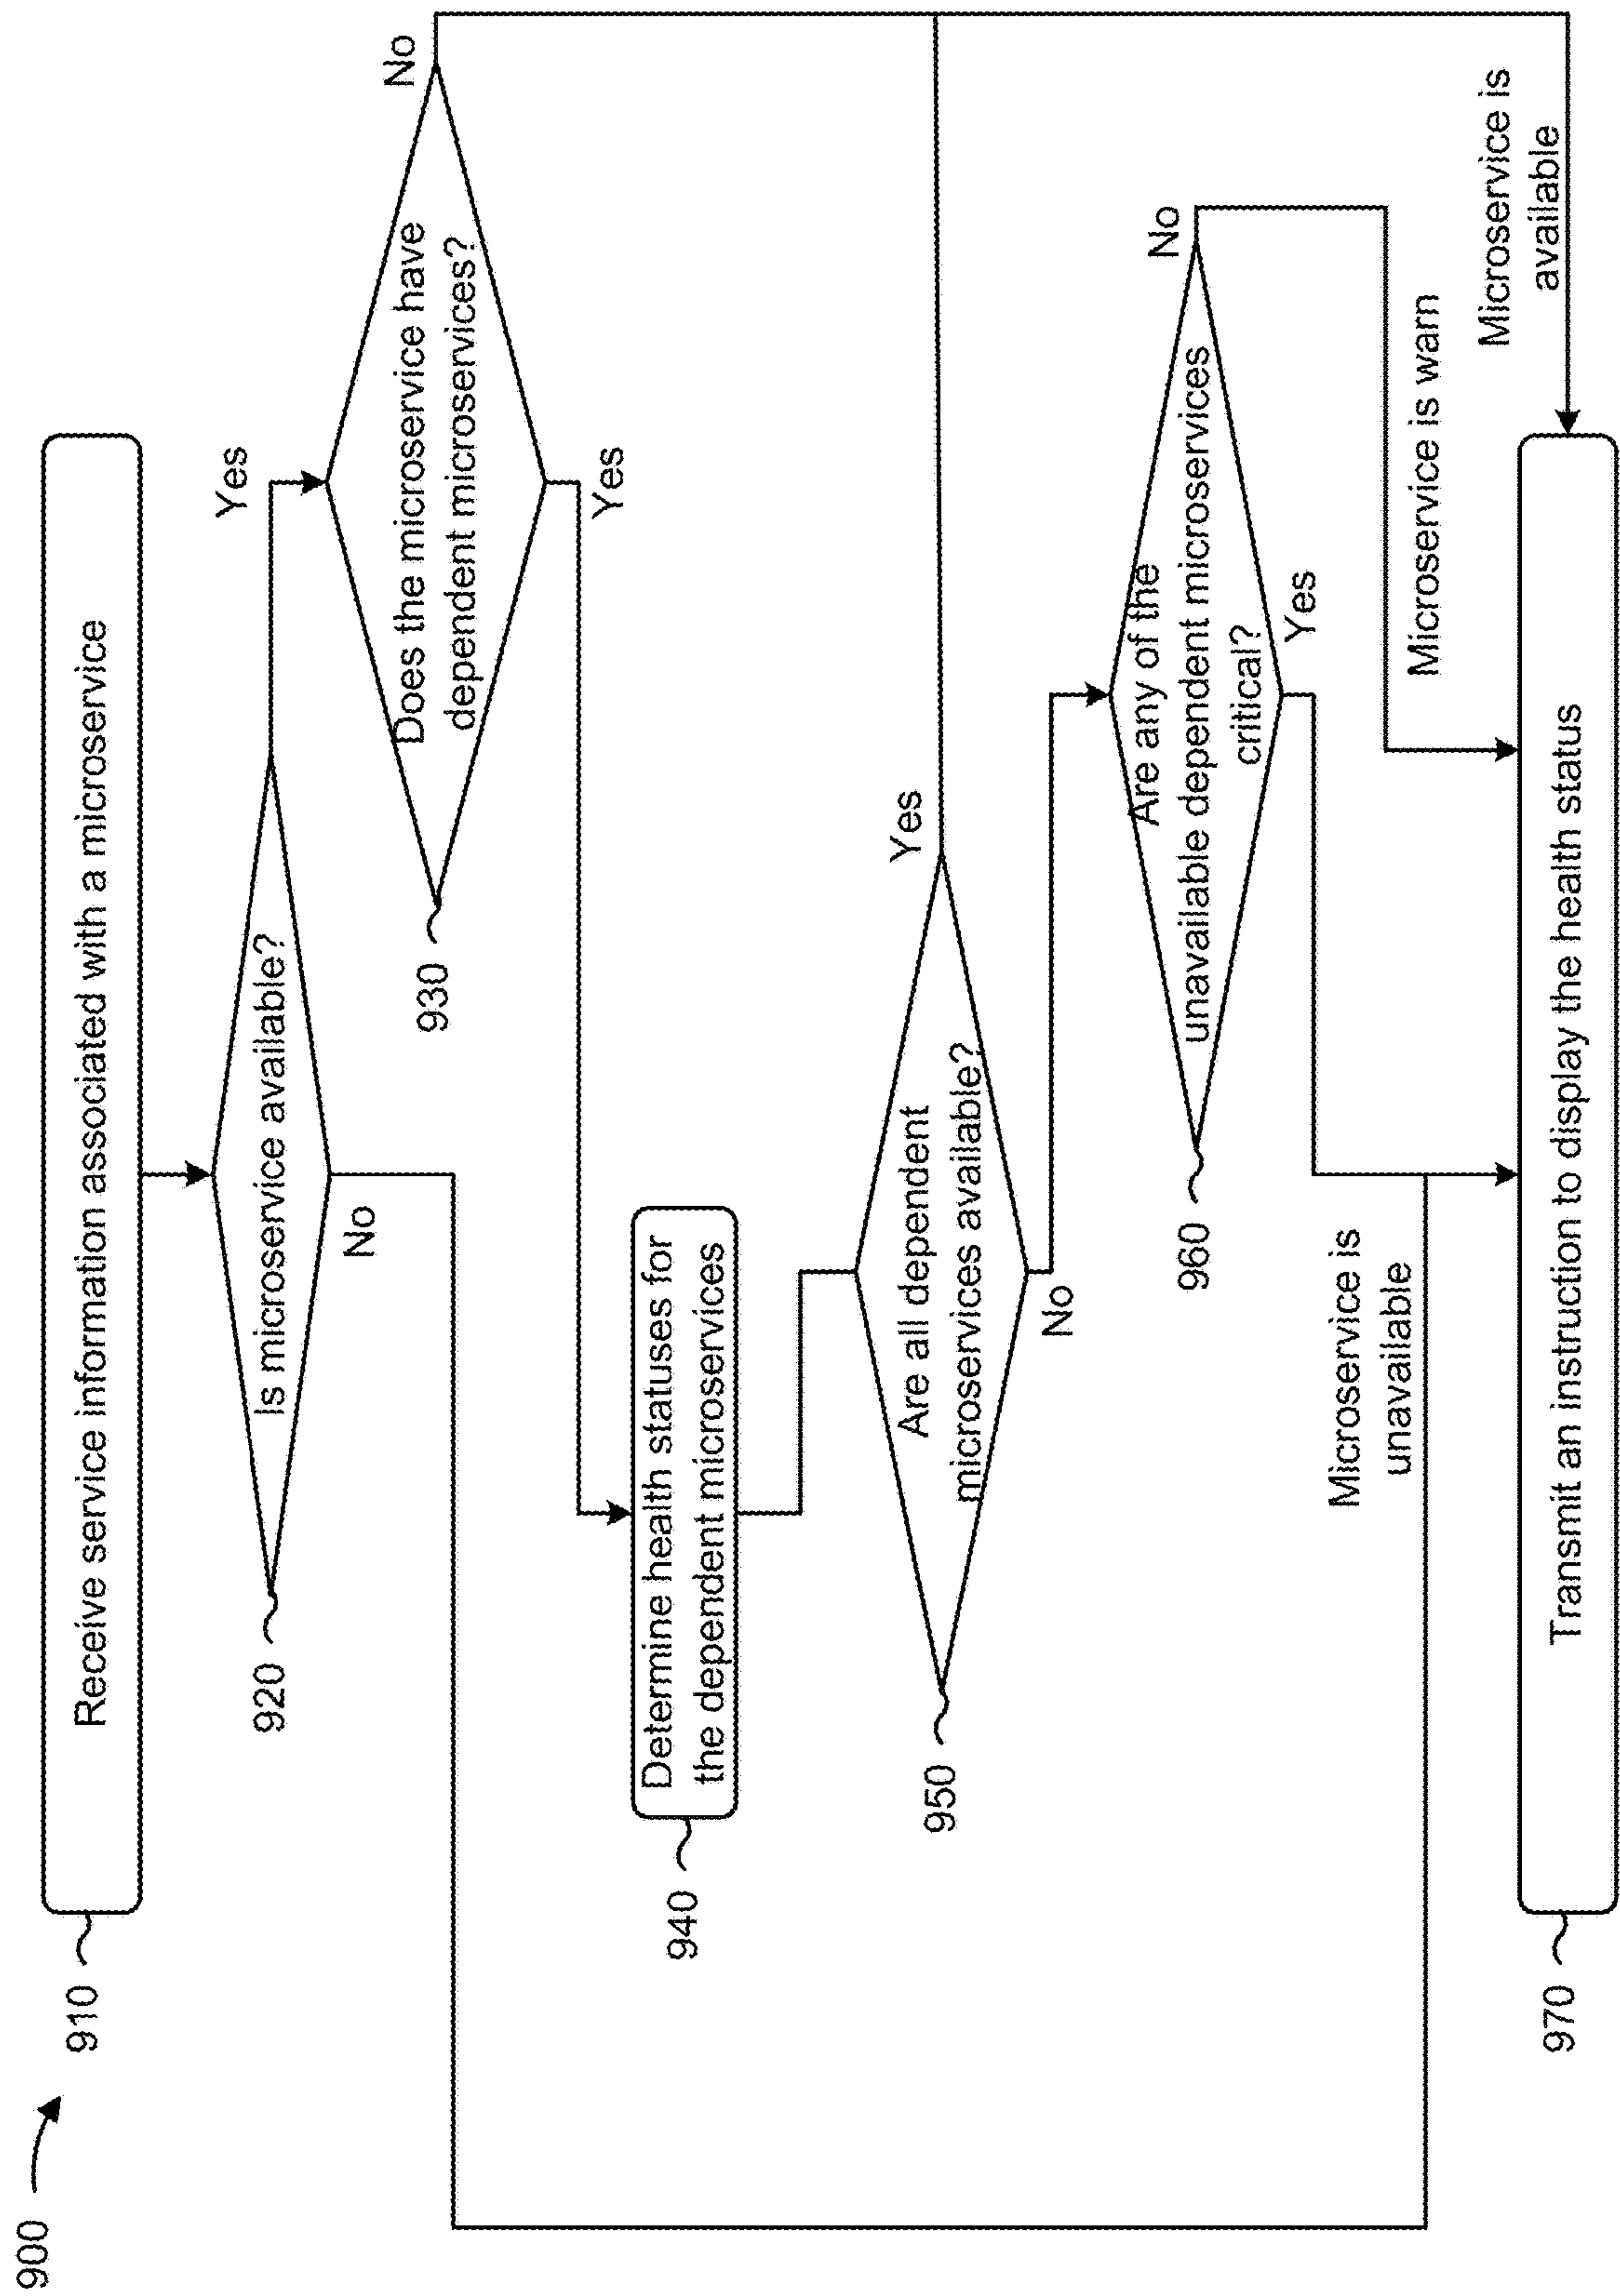 900
910
Receive service information associated with a microservice
920
Is microservice available?
Yes
No
930
Does the microservice have
dependent microservices?
No
Yes
940
Determine health statuses for
the dependent microservices
950
Are all dependent
microservices available?
Yes
No
960
Are any of the
unavailable dependent microservices
critical?
No
Yes
Microservice is
unavailable
Microservice is warn
Microservice is
available
970
Transmit an instruction to display the health status